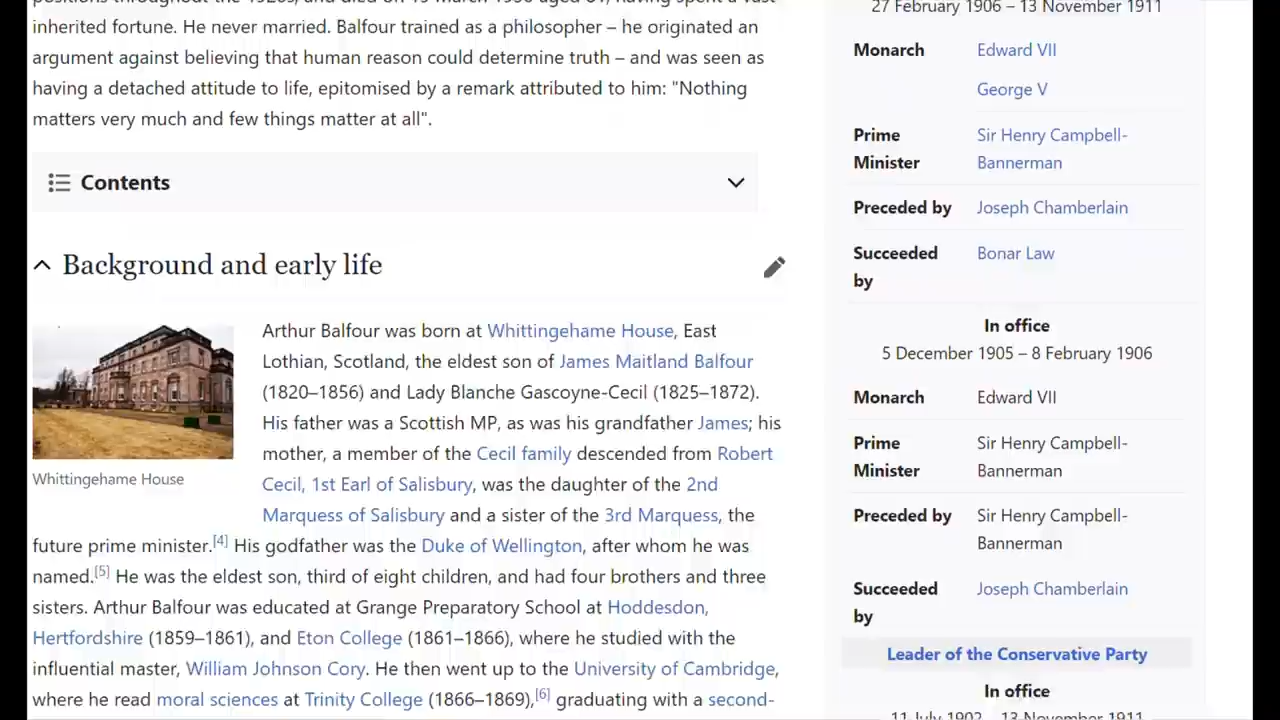 inherited fortune. He never married. Balfour trained as a philosopher – he originated an
argument against believing that human reason could determine truth – and was seen as
having a detached attitude to life, epitomised by a remark attributed to him: "Nothing
matters very much and few things matter at all".
Contents
Background and early life
Whittingehame House
Arthur Balfour was born at Whittingehame House, East
Lothian, Scotland, the eldest son of James Maitland Balfour
(1820–1856) and Lady Blanche Gascoyne-Cecil (1825–1872).
His father was a Scottish MP, as was his grandfather James; his
mother, a member of the Cecil family descended from Robert
Cecil, 1st Earl of Salisbury, was the daughter of the 2nd
Marquess of Salisbury and a sister of the 3rd Marquess, the
future prime minister.[4] His godfather was the Duke of Wellington, after whom he was
named.[5] He was the eldest son, third of eight children, and had four brothers and three
sisters. Arthur Balfour was educated at Grange Preparatory School at Hoddesdon,
Hertfordshire (1859–1861), and Eton College (1861–1866), where he studied with the
influential master, William Johnson Cory. He then went up to the University of Cambridge,
where he read moral sciences at Trinity College (1866–1869),[6] graduating with a second-
27 February 1906 – 13 November 1911
Monarch Edward VII
George V
Prime Sir Henry Campbell-
Minister Bannerman
Preceded by Joseph Chamberlain
Succeeded Bonar Law
by
In office
5 December 1905 – 8 February 1906
Monarch Edward VII
Prime Sir Henry Campbell-
Minister Bannerman
Preceded by Sir Henry Campbell-
Bannerman
Succeeded Joseph Chamberlain
by
Leader of the Conservative Party
In office
11 July 1902 – 13 November 1911